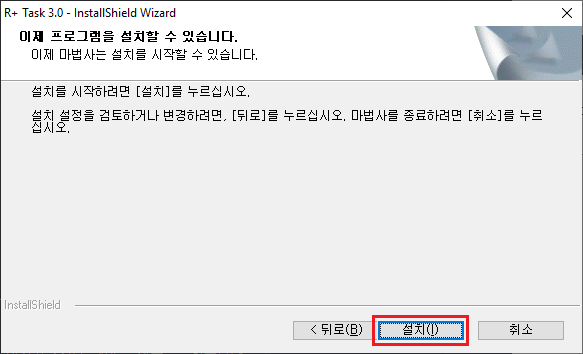 R+ Task 3.0 - InstallShield Wizard
이제 프로그램을 설치할 수 있습니다.
이제 마법사는 설치를 시작할 수 있습니다.
설치를 시작하려면 [설치]를 누르십시오.
설치 설정을 검토하거나 변경하려면, [뒤로]를 누르십시오. 마법사를 종료하려면 [취소]를 누르
십시오.
InstallShield
< 뒤로(B)
설치(I)
취소